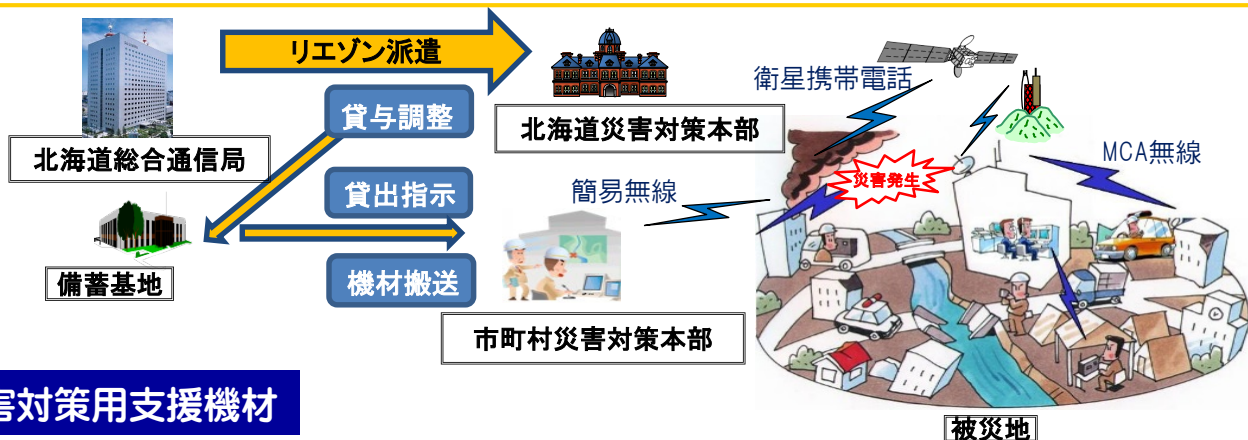 リエゾン派遣
衛星携帯電話
貸与調整
北海道災害対策本部
北海道総合通信局
MCA無線
災害発生
貸出指示
簡易無線
備蓄基地
機材搬送
市町村災害対策本部
害対策用支援機材
被災地